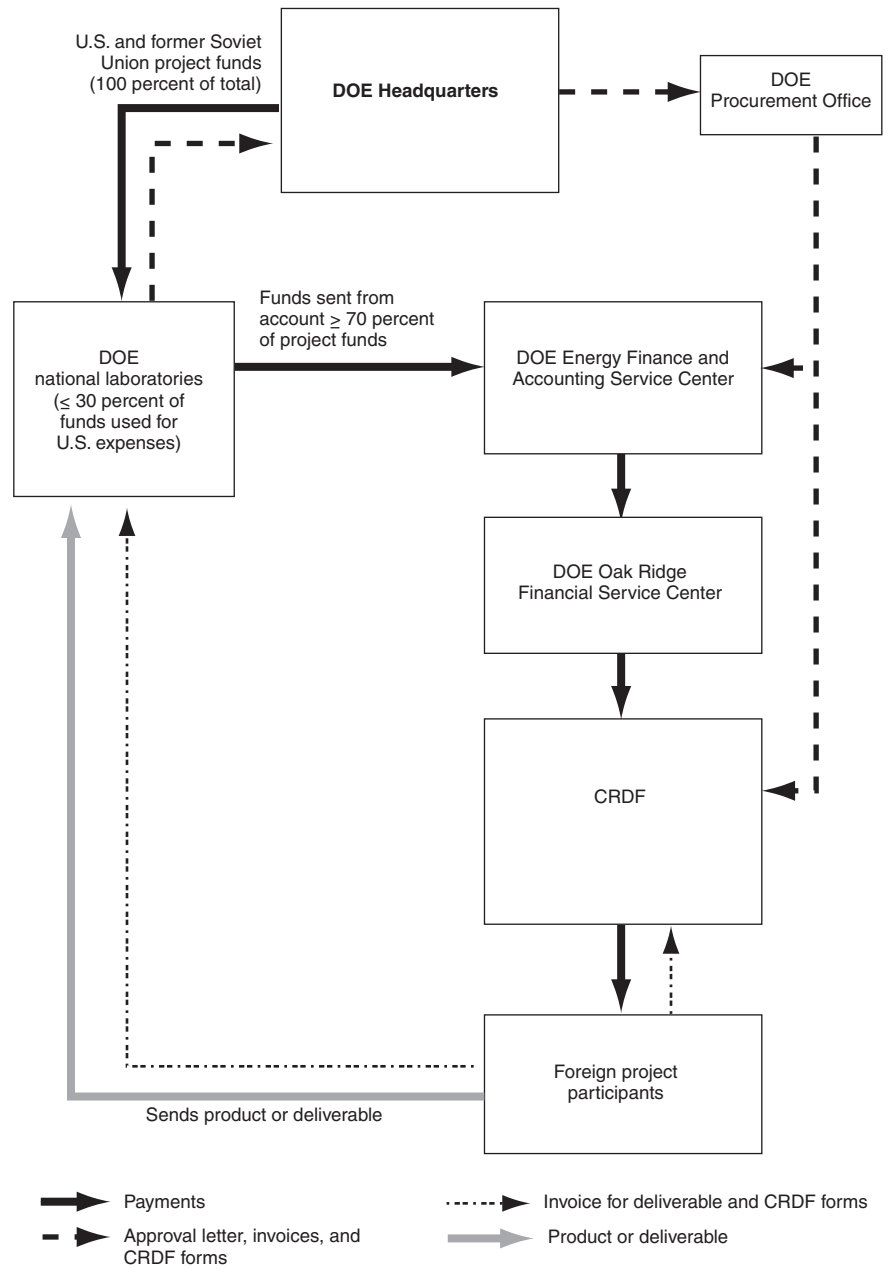 U.S. and former Soviet
Union project funds
(100 percent of total)
DOE Headquarters
DOE
Procurement Office
Funds sent from
account ≥ 70 percent
of project funds
DOE
national laboratories
(≤ 30 percent of
funds used for
U.S. expenses)
DOE Energy Finance and
Accounting Service Center
DOE Oak Ridge
Financial Service Center
CRDF
Foreign project
participants
Sends product or deliverable
Payments
Approval letter, invoices, and
CRDF forms
Invoice for deliverable and CRDF forms
Product or deliverable